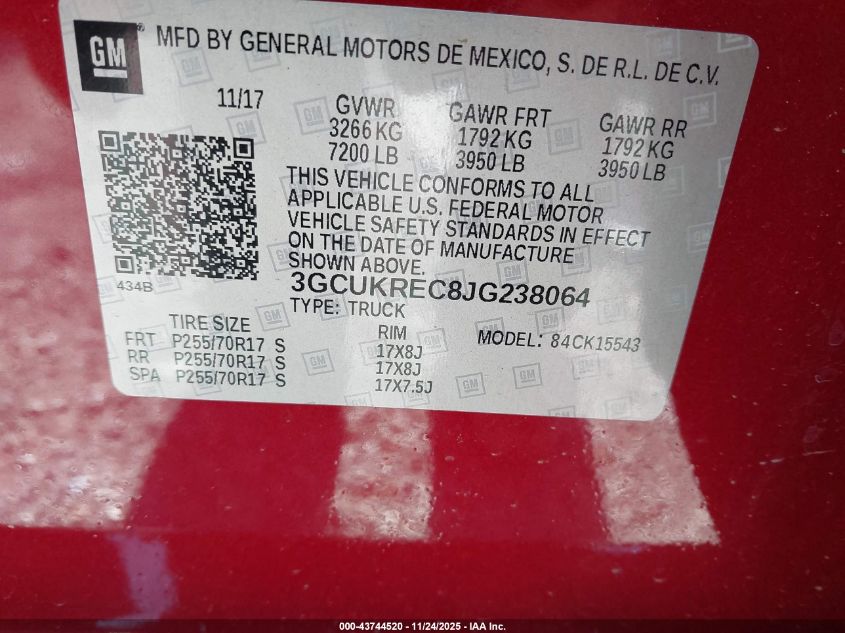 GM
MFD BY GENERAL MOTORS DE MEXICO, S. DE R.L. DE C.V.
11/17
GVWR GAWR FRT GAWR RR
3266 KG 1792 KG 1792 KG
7200 LB 3950 LB 3950 LB
THIS VEHICLE CONFORMS TO ALL
APPLICABLE U.S. FEDERAL MOTOR
VEHICLE SAFETY STANDARDS IN EFFECT
ON THE DATE OF MANUFACTURE
SHOWN ABOVE.
434B
3GCUKREC8JG238064
TYPE: TRUCK
TIRE SIZE RIM MODEL: 84CK15543
FRT P255/70R17 S 17X8J
RR P255/70R17 S 17X8J
SPA P255/70R17 S 17X7.5J
000-43744520 - 11/24/2025 - IAA Inc.